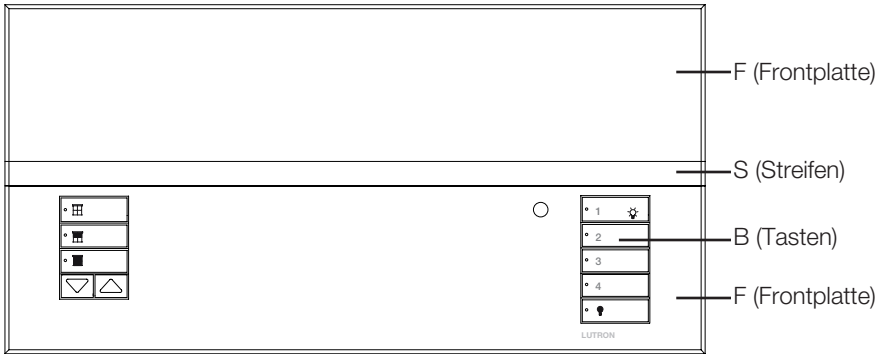 F (Frontplatte)
S (Streifen)
1
2
B (Tasten)
3
4
F (Frontplatte)
LUTRON